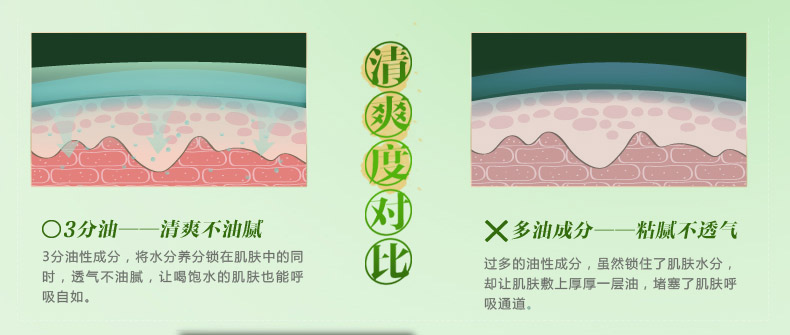 清爽度对比
○3分油——清爽不油腻
3分油性成分，将水分养分锁在肌肤中的同
时，透气不油腻，让喝饱水的肌肤也能呼
吸自如。
×多油成分——粘腻不透气
过多的油性成分，虽然锁住了肌肤水分，
却让肌肤敷上厚厚一层油，堵塞了肌肤呼
吸通道。